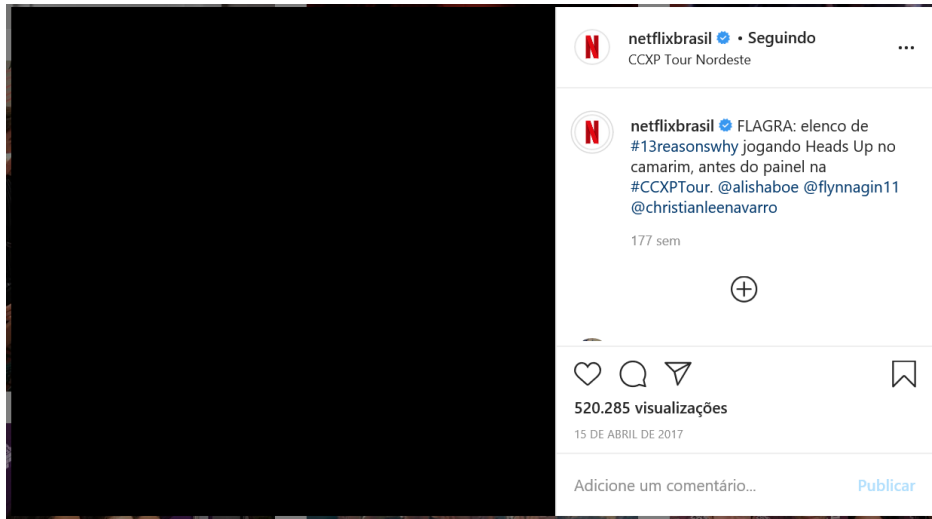 netflixbrasil • Seguindo
CCXP Tour Nordeste
netflixbrasil FLAGRA: elenco de
#13reasonswhy jogando Heads Up no
camarim, antes do painel na
#CCXPTour. @alishaboe @flynnagin11
@christianleenavarro
177 sem
520.285 visualizações
15 DE ABRIL DE 2017
Adicione um comentário... Publicar